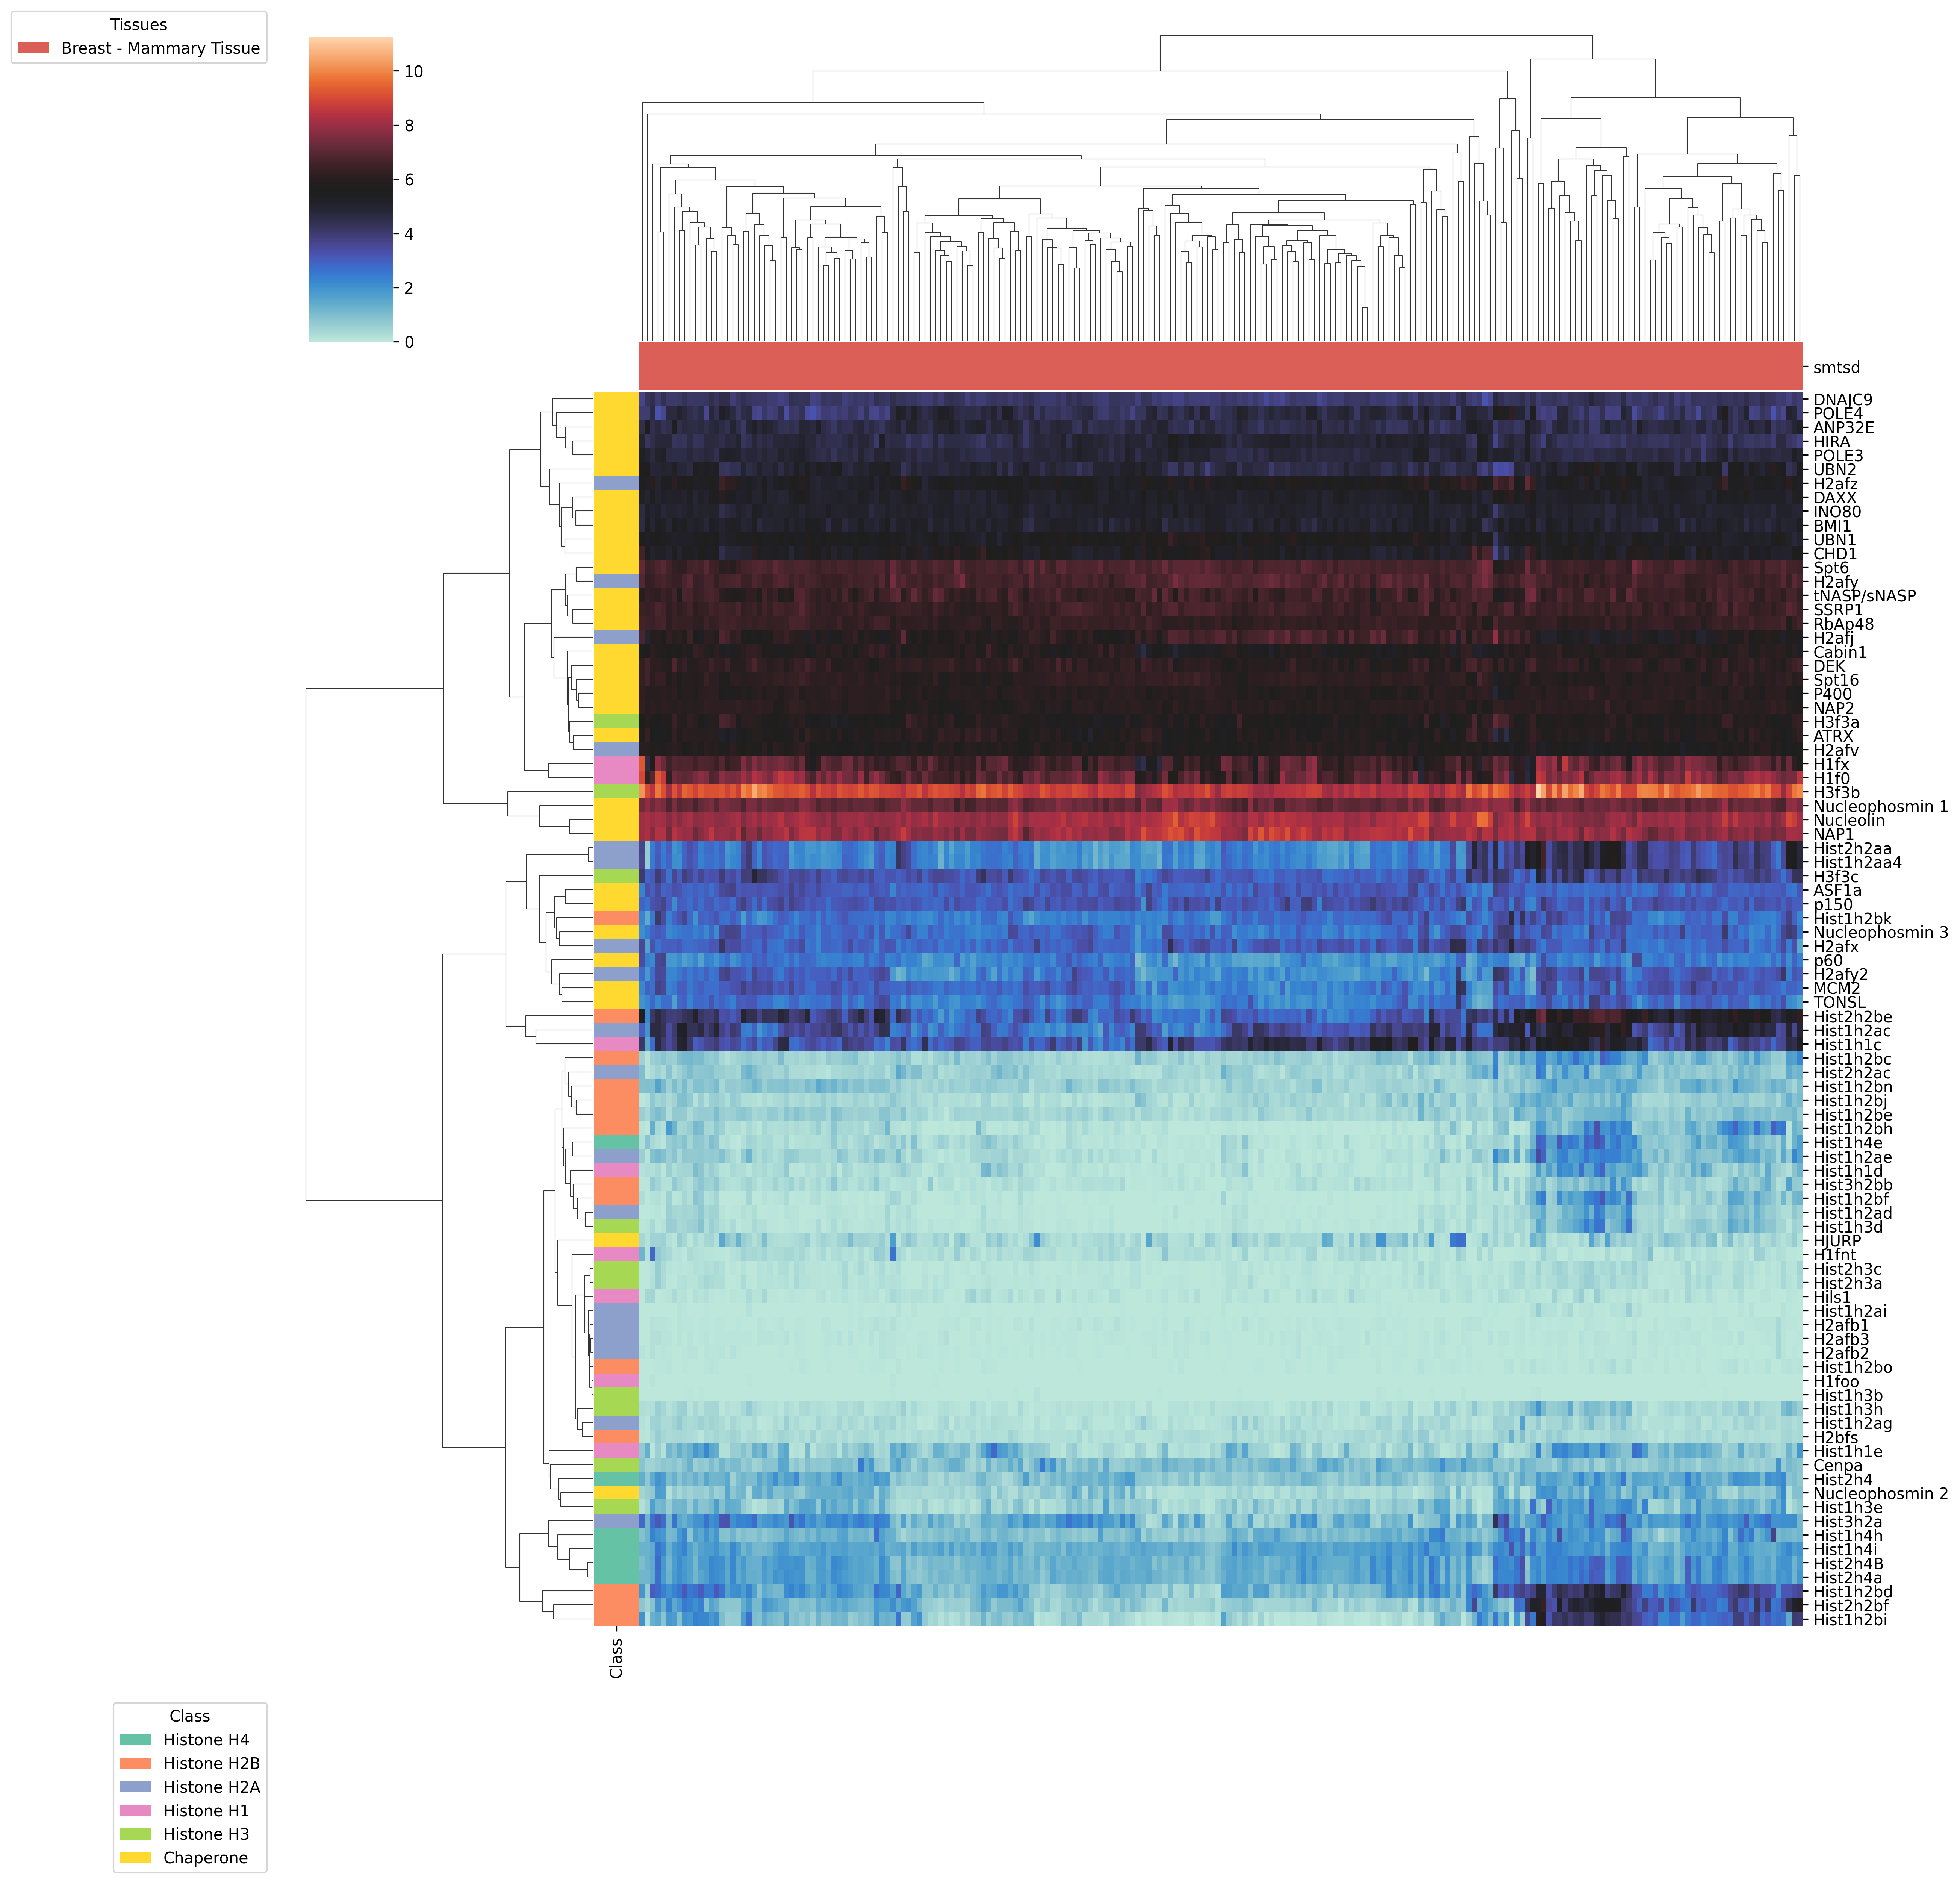 Tissues
Breast - Mammary Tissue
10
8
6
4
2
0
smtsd
DNAJC9
POLE4
ANP32E
HIRA
POLE3
UBN2
H2afz
DAXX
INO80
BMI1
UBN1
CHD1
Spt6
H2afy
tNASP/sNASP
SSRP1
RbAp48
H2afj
Cabin1
DEK
Spt16
P400
NAP2
H3f3a
ATRX
H2afv
H1fx
H1f0
H3f3b
Nucleophosmin 1
Nucleolin
NAP1
Hist2h2aa
Hist1h2aa4
H3f3c
ASF1a
p150
Hist1h2bk
Nucleophosmin 3
H2afx
p60
H2afy2
MCM2
TONSL
Hist2h2be
Hist1h2ac
Hist1h1c
Hist1h2bc
Hist2h2ac
Hist1h2bn
Hist1h2bj
Hist1h2be
Hist1h2bh
Hist1h4e
Hist1h2ae
Hist1h1d
Hist3h2bb
Hist1h2bf
Hist1h2ad
Hist1h3d
HJURP
H1fnt
Hist2h3c
Hist2h3a
Hils1
Hist1h2ai
H2afb1
H2afb3
H2afb2
Hist1h2bo
H1foo
Hist1h3b
Hist1h3h
Hist1h2ag
H2bfs
Hist1h1e
Cenpa
Hist2h4
Nucleophosmin 2
Hist1h3e
Hist3h2a
Hist1h4h
Hist1h4i
Hist2h4B
Hist2h4a
Hist1h2bd
Hist2h2bf
Hist1h2bi
Class
Class
Histone H4
Histone H2B
Histone H2A
Histone H1
Histone H3
Chaperone